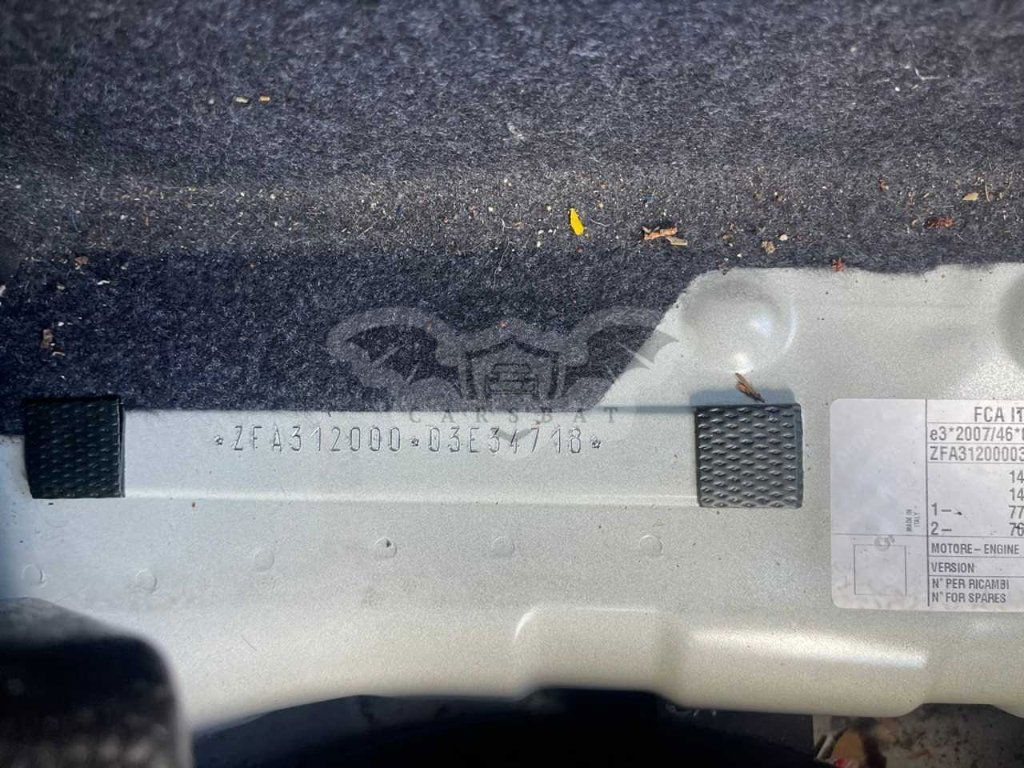 CARSBAT
*ZFA312000*03E34718*
FCA IT
e3*2007/46*
ZFA31200003
14
14
1– 77
2– 76
MADE IN
ITALY
MOTORE – ENGINE
VERSION
N° PER RICAMBI
N° FOR SPARES